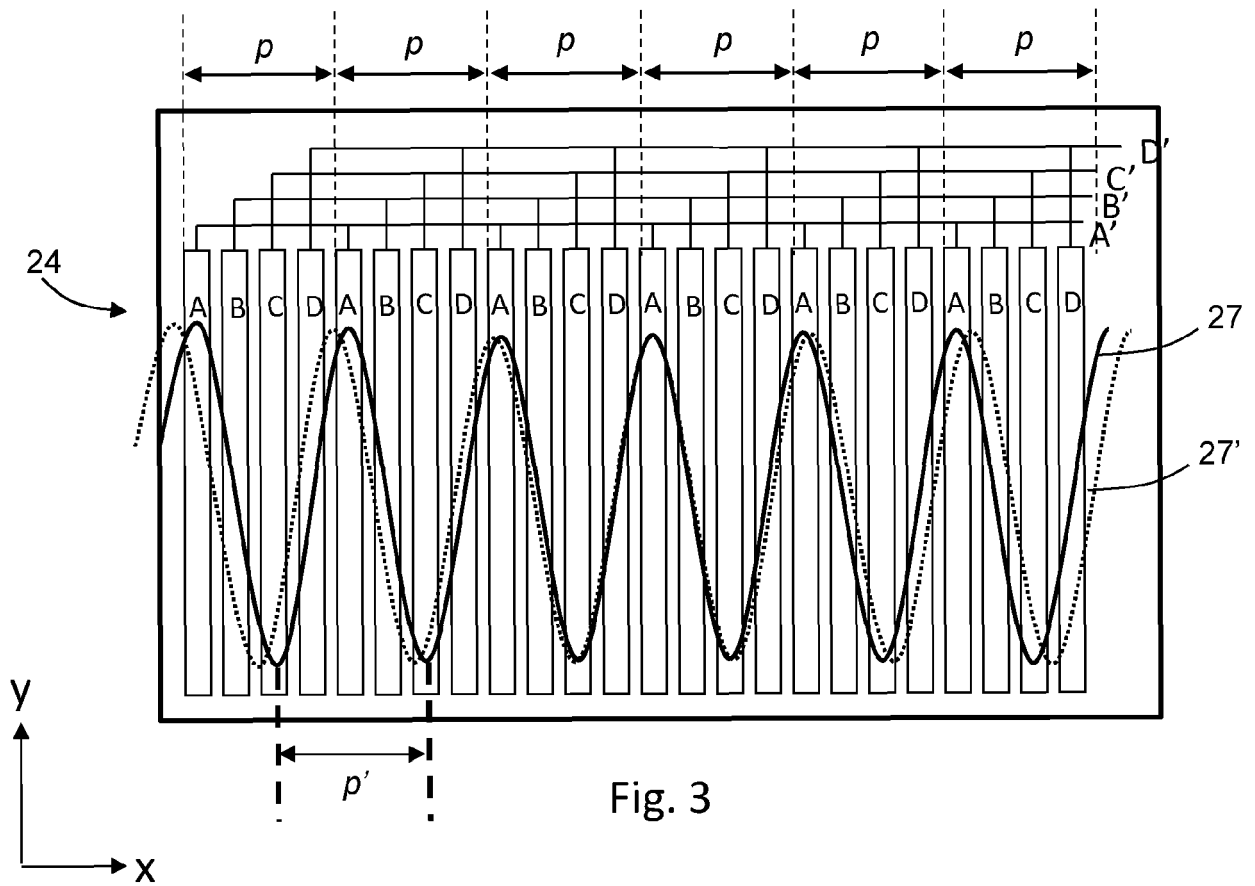 p p p p p p
D'
C'
B'
A'
24
A B C D A B C D A B C D A B C D A B C D A B C D
27
27'
y
p'
Fig. 3
x